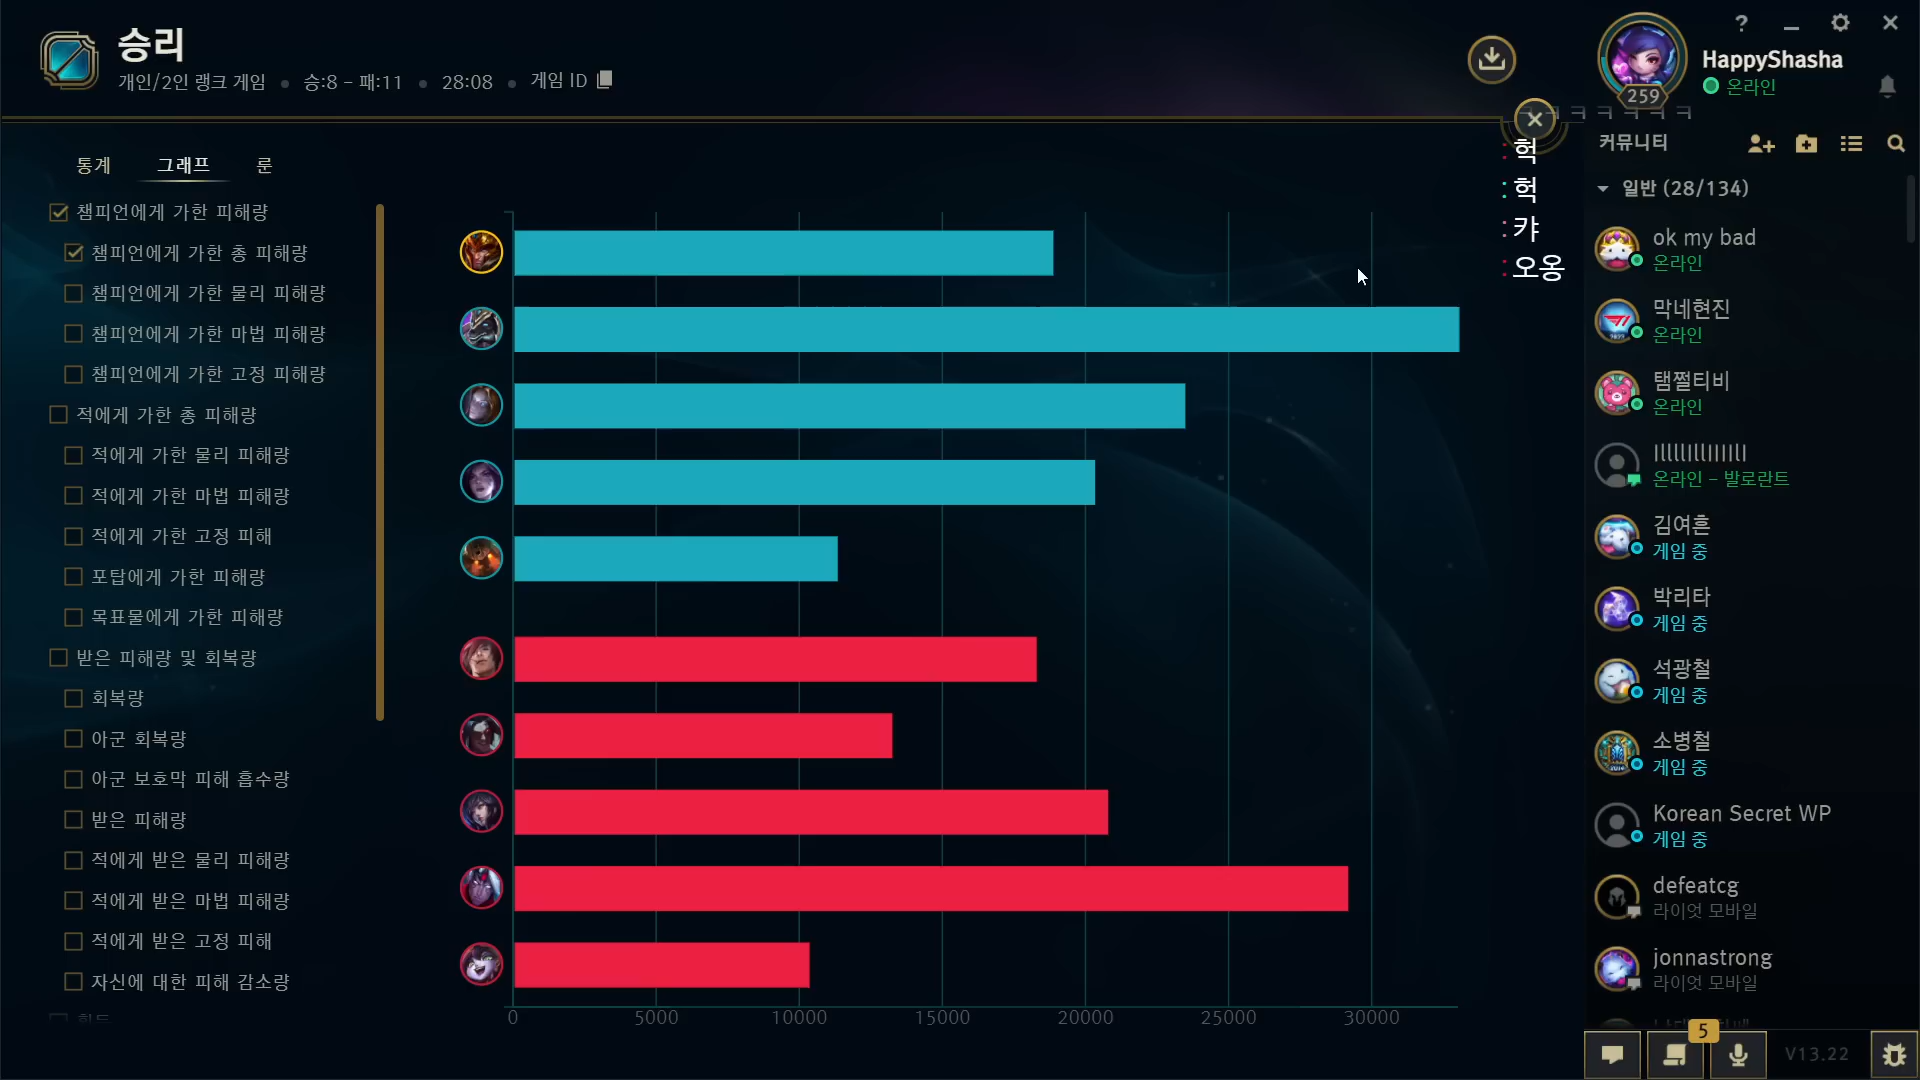 승리
개인/2인 랭크 게임 • 승:8 - 패:11 • 28:08 • 게임 ID
HappyShasha
온라인
259
ㅋㅋㅋㅋㅋㅋ
: 헉
: 헉
: 캬
: 오옹
통계 그래프 룬
챔피언에게 가한 피해량
챔피언에게 가한 총 피해량
챔피언에게 가한 물리 피해량
챔피언에게 가한 마법 피해량
챔피언에게 가한 고정 피해량
적에게 가한 총 피해량
적에게 가한 물리 피해량
적에게 가한 마법 피해량
적에게 가한 고정 피해
포탑에게 가한 피해량
목표물에게 가한 피해량
받은 피해량 및 회복량
회복량
아군 회복량
아군 보호막 피해 흡수량
받은 피해량
적에게 받은 물리 피해량
적에게 받은 마법 피해량
적에게 받은 고정 피해
자신에 대한 피해 감소량
0 5000 10000 15000 20000 25000 30000
커뮤니티
일반 (28/134)
ok my bad
온라인
막네현진
온라인
탬쩔티비
온라인
온라인 - 발로란트
김여흔
게임 중
박리타
게임 중
석광철
게임 중
소병철
게임 중
Korean Secret WP
게임 중
defeatcg
라이엇 모바일
jonnastrong
라이엇 모바일
5
V13.22